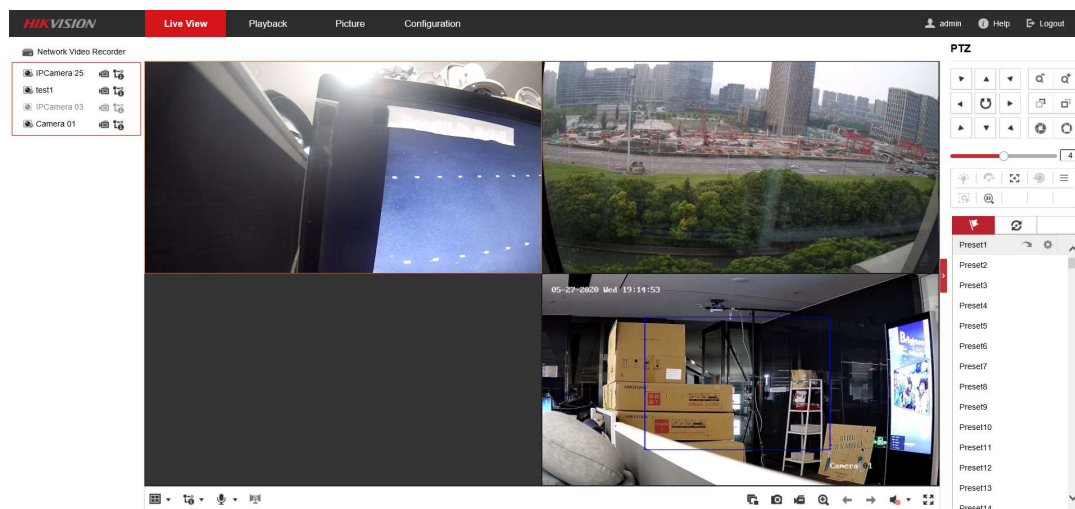 HIKVISION
Live View
Playback
Picture
Configuration
admin
Help
Logout
Network Video Recorder
IPCamera 25
test1
IPCamera 03
Camera 01
05-27-2020 Wed 19:14:53
Camera 01
PTZ
4
Preset1
Preset2
Preset3
Preset4
Preset5
Preset6
Preset7
Preset8
Preset9
Preset10
Preset11
Preset12
Preset13
Preset14